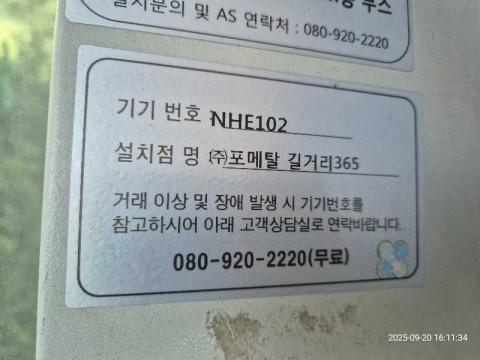 설치문의 및 AS 연락처 : 080-920-2220
기기 번호 NHE102
설치점 명 ㈜포메탈 길거리365
거래 이상 및 장애 발생 시 기기번호를
참고하시어 아래 고객상담실로 연락바랍니다.
080-920-2220(무료)
2025-09-20 16:11:34